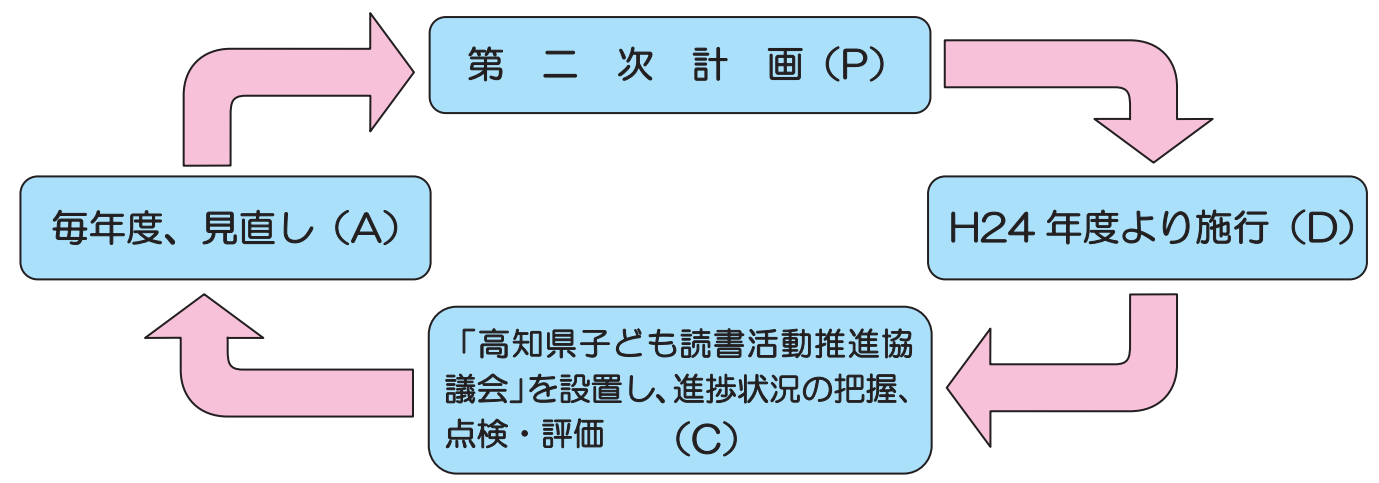 第 二 次 計 画（P）
毎年度、見直し（A）
H24 年度より施行（D）
「高知県子ども読書活動推進協
議会」を設置し、進捗状況の把握、
点検・評価　　（C）